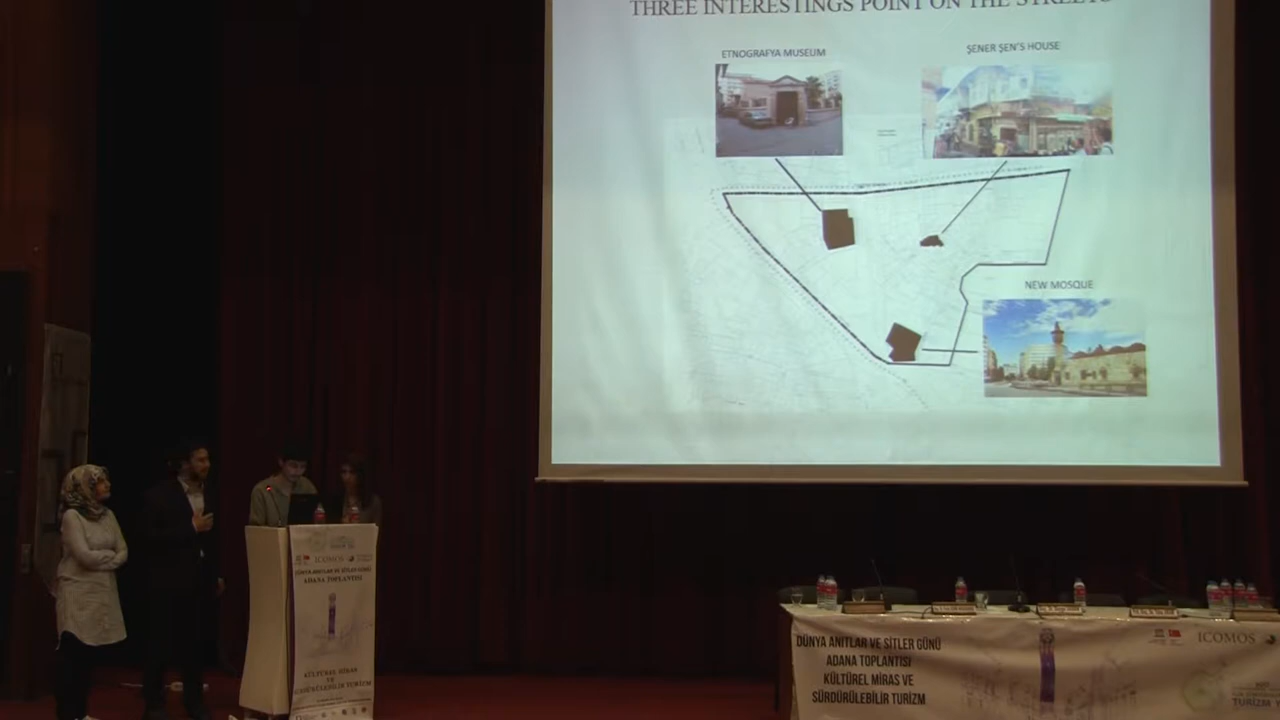 THREE INTERESTINGS POINT ON THE STREETS
ETNOGRAFYA MUSEUM
ŞENER ŞEN'S HOUSE
NEW MOSQUE
ICOMOS
DÜNYA ANITLAR VE SİTLER GÜNÜ
ADANA TOPLANTISI
KÜLTÜREL MİRAS
VE
SÜRDÜRÜLEBİLİR TURİZM
DÜNYA ANITLAR VE SİTLER GÜNÜ
ADANA TOPLANTISI
KÜLTÜREL MİRAS VE
SÜRDÜRÜLEBİLİR TURİZM
ICOMOS
TURİZM